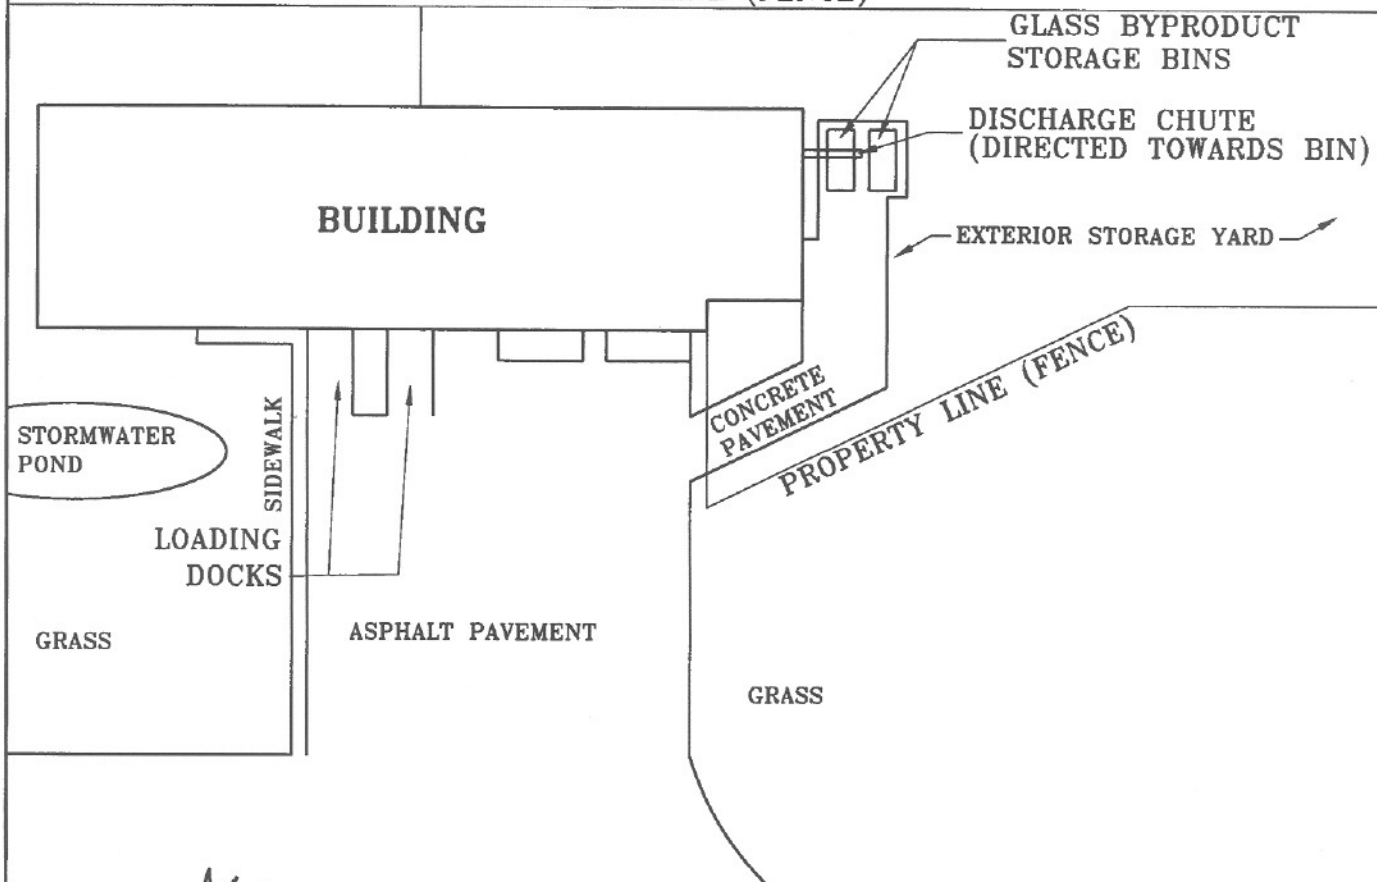 (FENCE)
GLASS BYPRODUCT
STORAGE BINS
DISCHARGE CHUTE
(DIRECTED TOWARDS BIN)
BUILDING
EXTERIOR STORAGE YARD
PROPERTY LINE (FENCE)
CONCRETE
PAVEMENT
STORMWATER
POND
SIDEWALK
LOADING
DOCKS
ASPHALT PAVEMENT
GRASS
GRASS